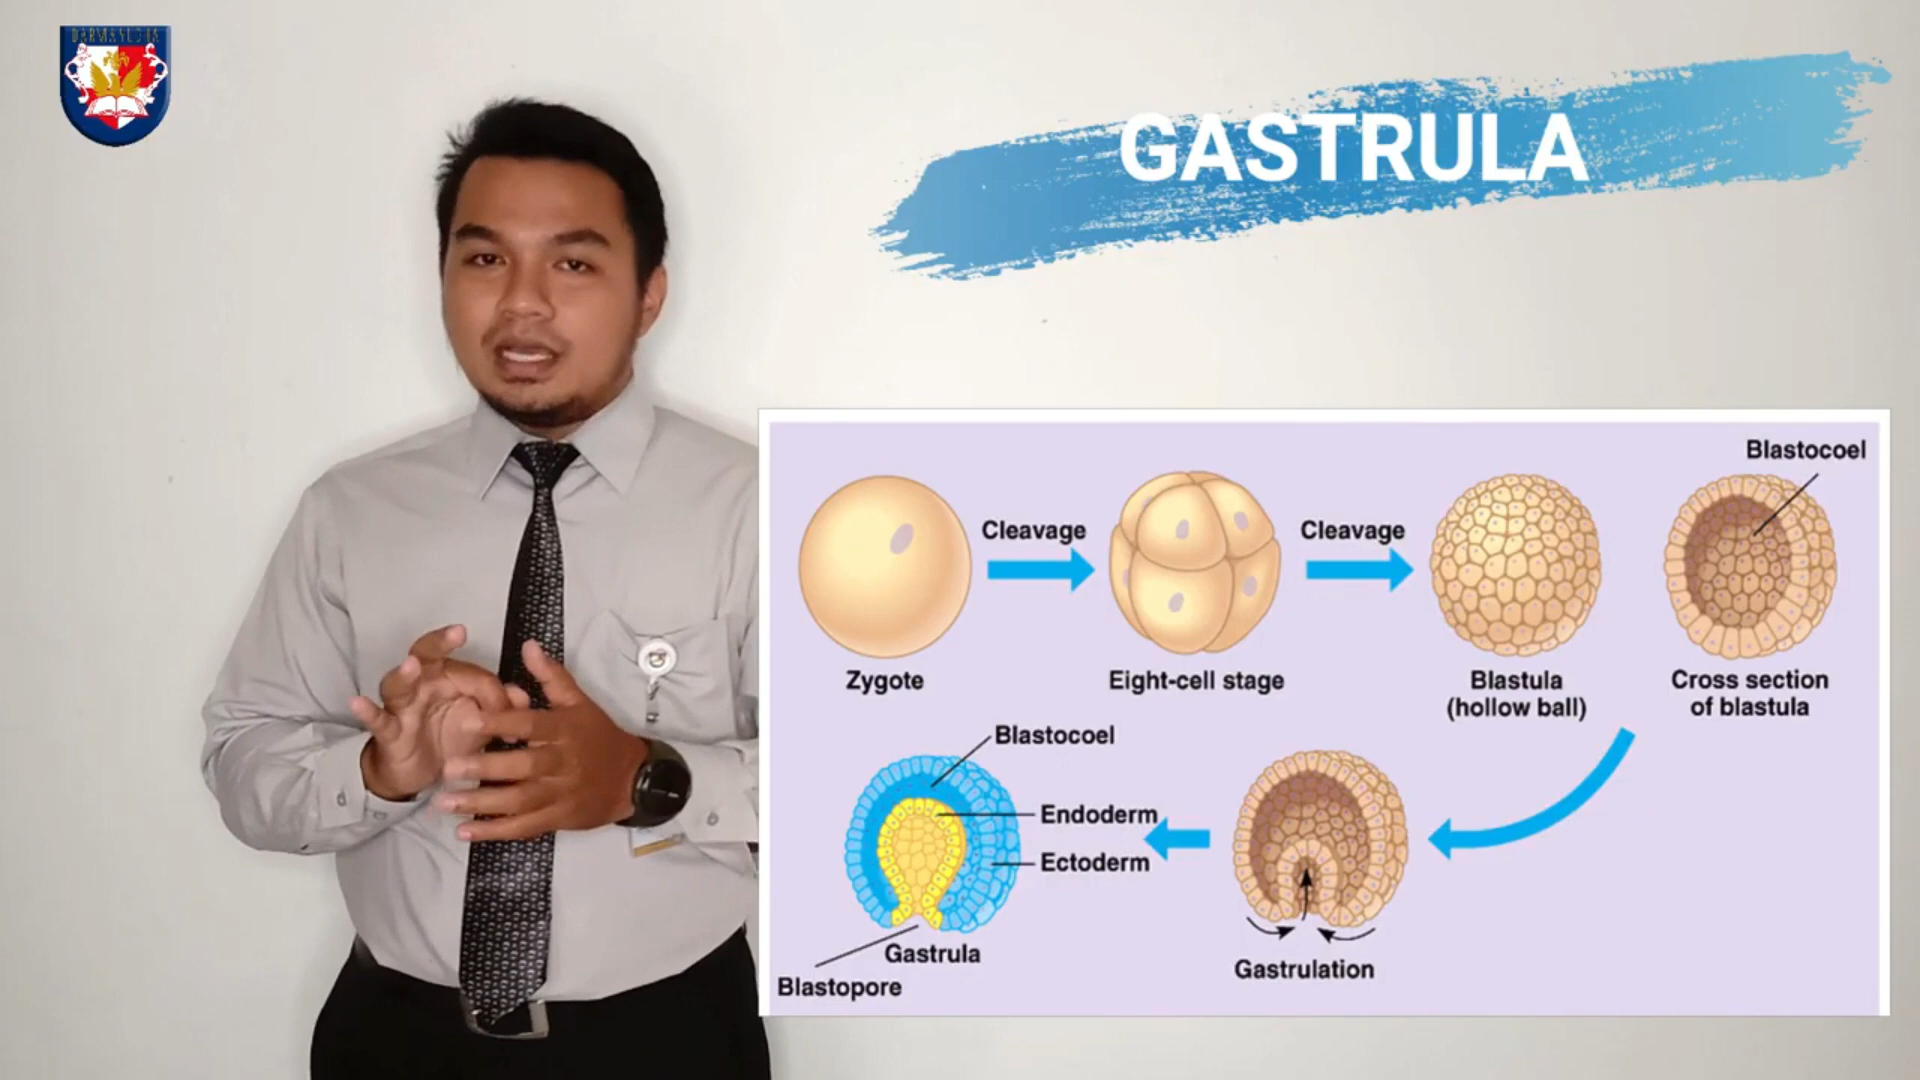 DARMAYUDHA
GASTRULA
Blastocoel
Cleavage
Cleavage
Zygote
Eight-cell stage
Blastula
(hollow ball)
Cross section
of blastula
Blastocoel
Endoderm
Ectoderm
Gastrula
Blastopore
Gastrulation